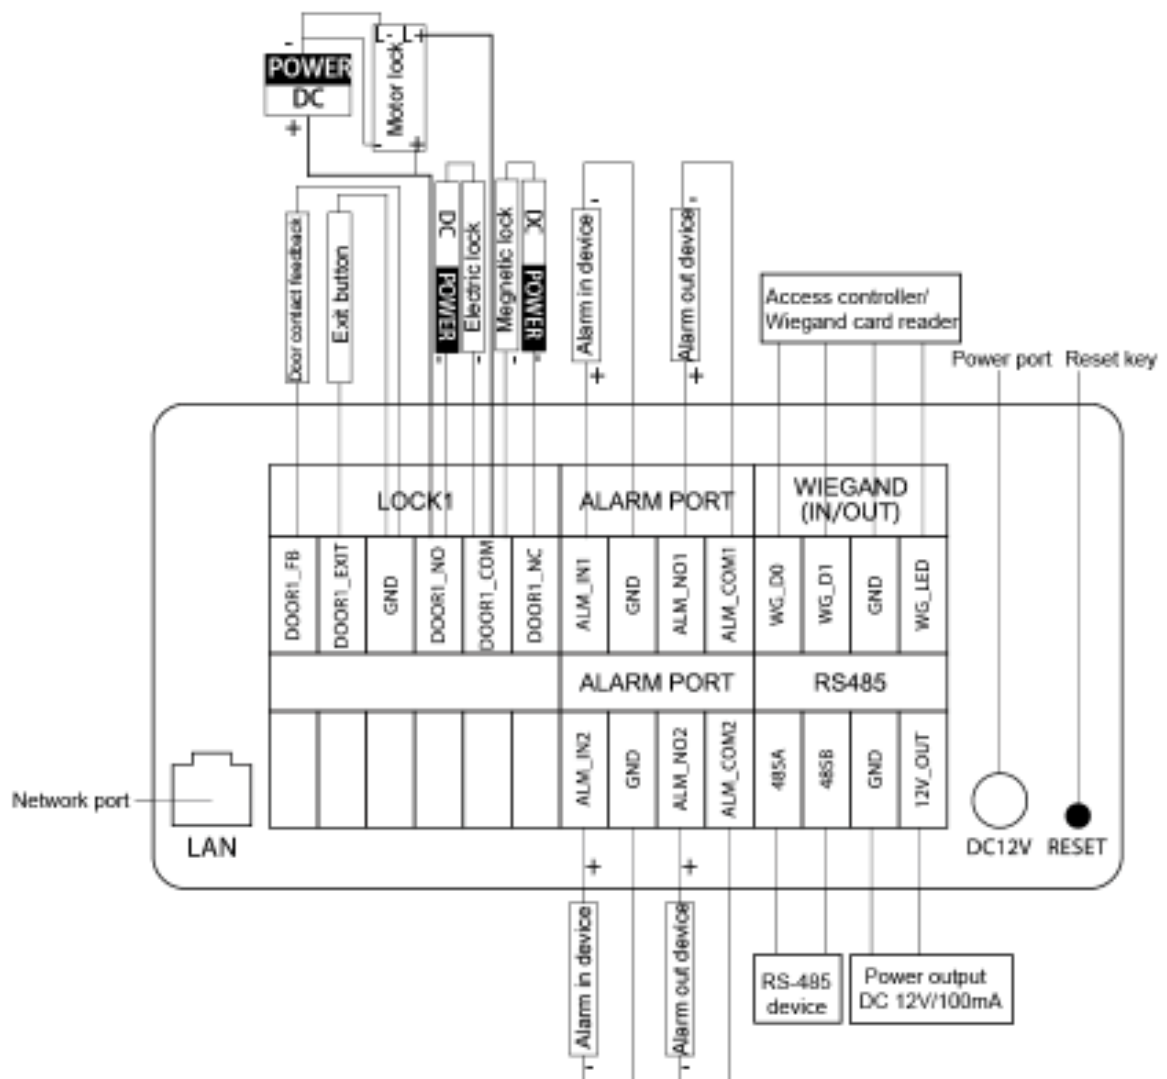 L- L+
-
POWER
DC
+
Motor lock
-
+
Door contact feedback
Exit button
DC
POWER
-
Electric lock
-
Megnetic lock
-
DC
POWER
-
Alarm in device
-
+
Alarm out device
-
+
Access controller/
Wiegand card reader
Power port
Reset key
LOCK1
ALARM PORT
WIEGAND
(IN/OUT)
DOOR1_FB
DOOR1_EXIT
GND
DOOR1_NO
DOOR1_COM
DOOR1_NC
ALM_IN1
GND
ALM_NO1
ALM_COM1
WG_D0
WG_D1
GND
WG_LED
ALARM PORT
RS485
ALM_IN2
GND
ALM_NO2
ALM_COM2
485A
485B
GND
12V_OUT
Network port
LAN
DC12V
RESET
+
Alarm in device
-
+
Alarm out device
-
RS-485
device
Power output
DC 12V/100mA